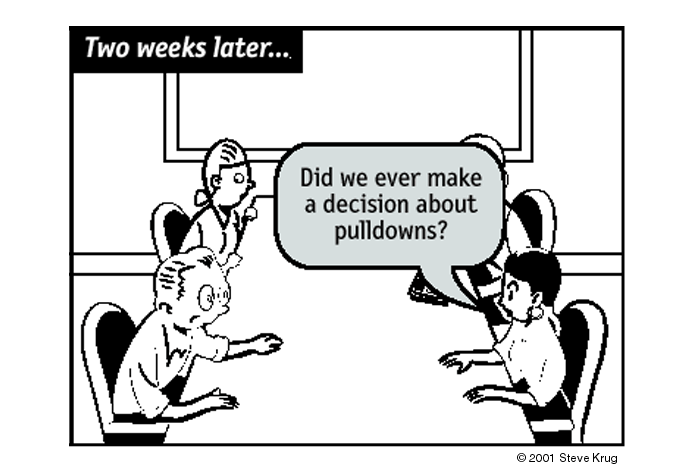 Two weeks later....
Did we ever make
a decision about
pulldowns?
© 2001 Steve Krug